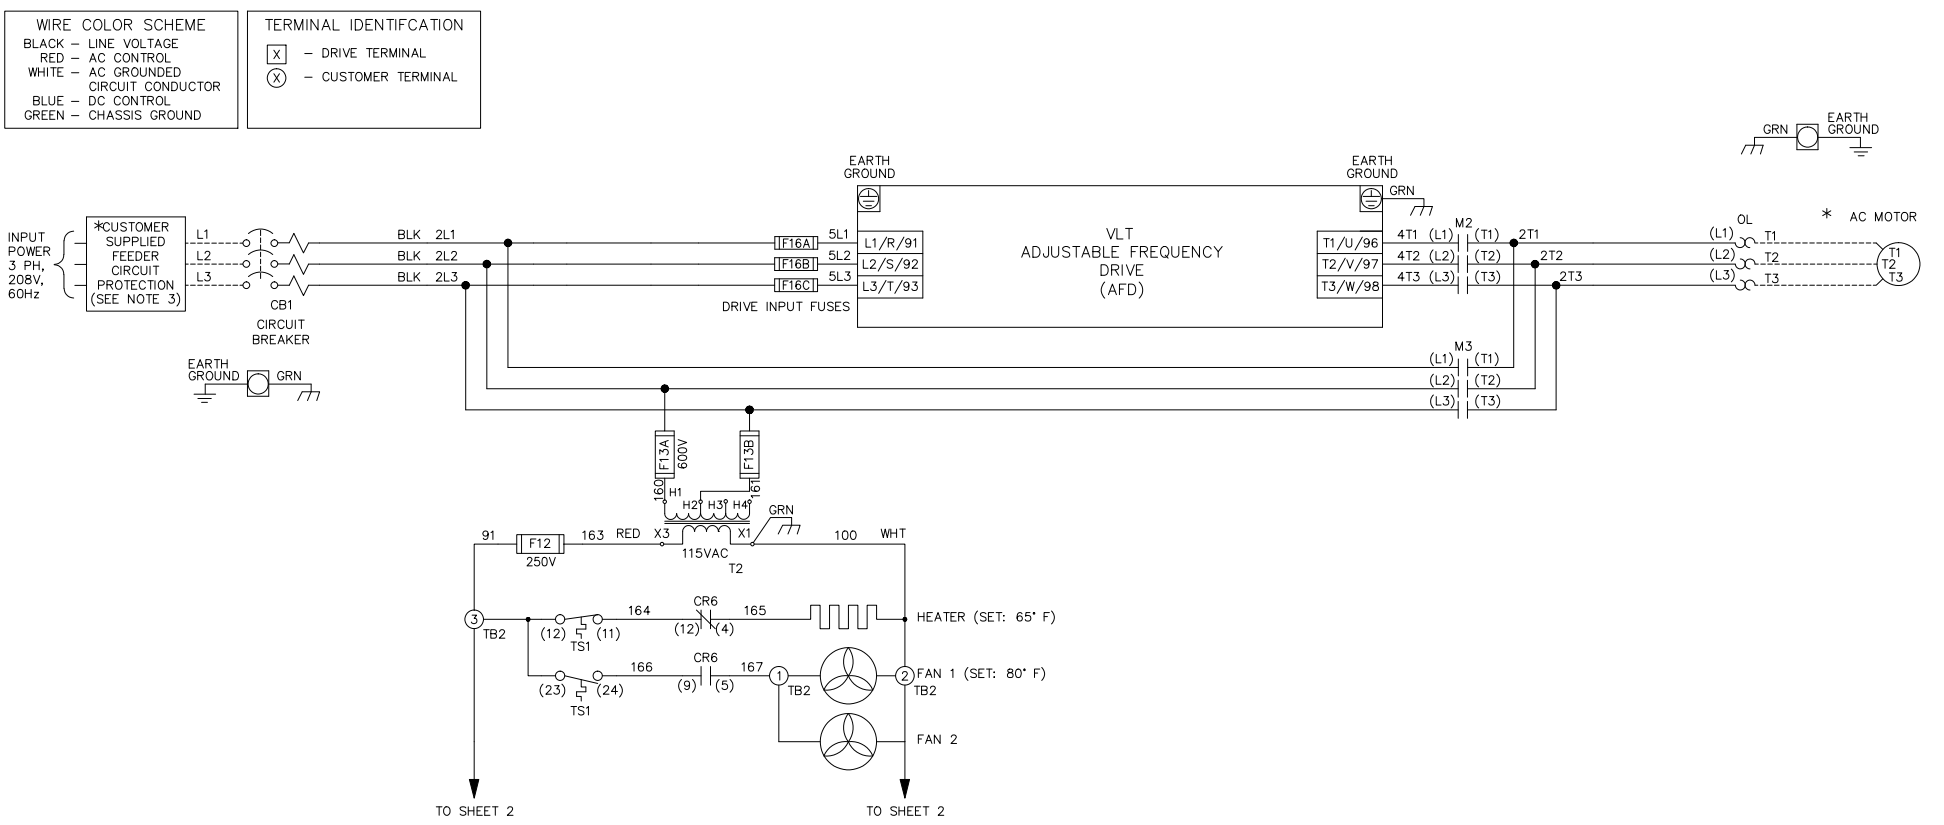 WIRE COLOR SCHEME
BLACK – LINE VOLTAGE
RED – AC CONTROL
WHITE – AC GROUNDED
CIRCUIT CONDUCTOR
BLUE – DC CONTROL
GREEN – CHASSIS GROUND
TERMINAL IDENTIFCATION
X – DRIVE TERMINAL
X – CUSTOMER TERMINAL
GRN
EARTH
GROUND
INPUT
POWER
3 PH,
208V,
60Hz
*CUSTOMER
SUPPLIED
FEEDER
CIRCUIT
PROTECTION
(SEE NOTE 3)
L1
L2
L3
CB1
CIRCUIT
BREAKER
EARTH
GROUND
GRN
BLK 2L1
BLK 2L2
BLK 2L3
F16A
F16B
F16C
5L1
5L2
5L3
DRIVE INPUT FUSES
EARTH
GROUND
L1/R/91
L2/S/92
L3/T/93
VLT
ADJUSTABLE FREQUENCY
DRIVE
(AFD)
EARTH
GROUND
GRN
T1/U/96
T2/V/97
T3/W/98
M2
4T1 (L1) (T1) 2T1
4T2 (L2) (T2) 2T2
4T3 (L3) (T3) 2T3
OL
(L1) T1
(L2) T2
(L3) T3
* AC MOTOR
T1
T2
T3
M3
(L1) (T1)
(L2) (T2)
(L3) (T3)
F13A
600V
F13B
160
161
H1
H2
H3
H4
GRN
91
F12
250V
163
RED
X3
X1
115VAC
T2
100
WHT
3
TB2
(12)
(11)
TS1
164
CR6
(12)
(4)
165
HEATER (SET: 65° F)
(23)
(24)
TS1
166
CR6
(9)
(5)
167
1
TB2
2
TB2
FAN 1 (SET: 80° F)
FAN 2
TO SHEET 2
TO SHEET 2